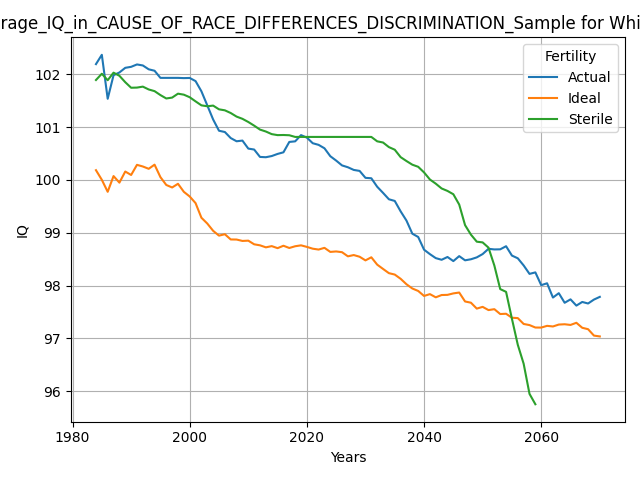 rage_IQ_in_CAUSE_OF_RACE_DIFFERENCES_DISCRIMINATION_Sample for Whi
Fertility
Actual
Ideal
Sterile
102
101
100
99
98
97
96
IQ
1980 2000 2020 2040 2060
Years